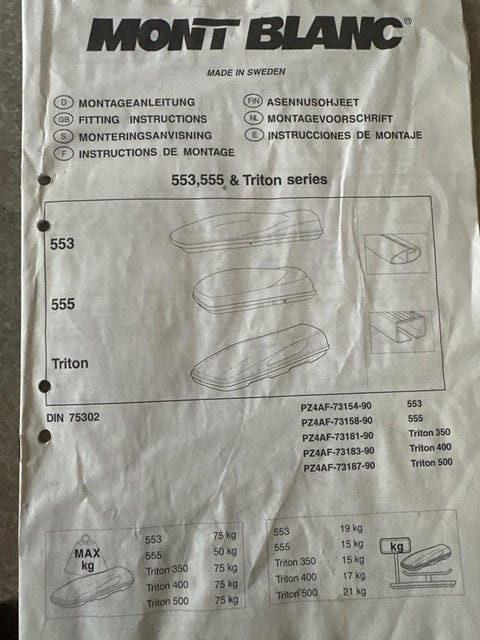 MONT BLANC®
MADE IN SWEDEN
D MONTAGEANLEITUNG
GB FITTING INSTRUCTIONS
S MONTERINGSANVISNING
F INSTRUCTIONS DE MONTAGE
FIN ASENNUSOHJEET
NL MONTAGEVOORSCHRIFT
E INSTRUCCIONES DE MONTAJE
553,555 & Triton series
553
555
Triton
DIN 75302
PZ4AF-73154-90 553
PZ4AF-73158-90 555
PZ4AF-73181-90 Triton 350
PZ4AF-73183-90 Triton 400
PZ4AF-73187-90 Triton 500
MAX
kg
553 75 kg
555 50 kg
Triton 350 75 kg
Triton 400 75 kg
Triton 500 75 kg
553 19 kg
555 15 kg
Triton 350 15 kg
Triton 400 17 kg
Triton 500 21 kg
kg